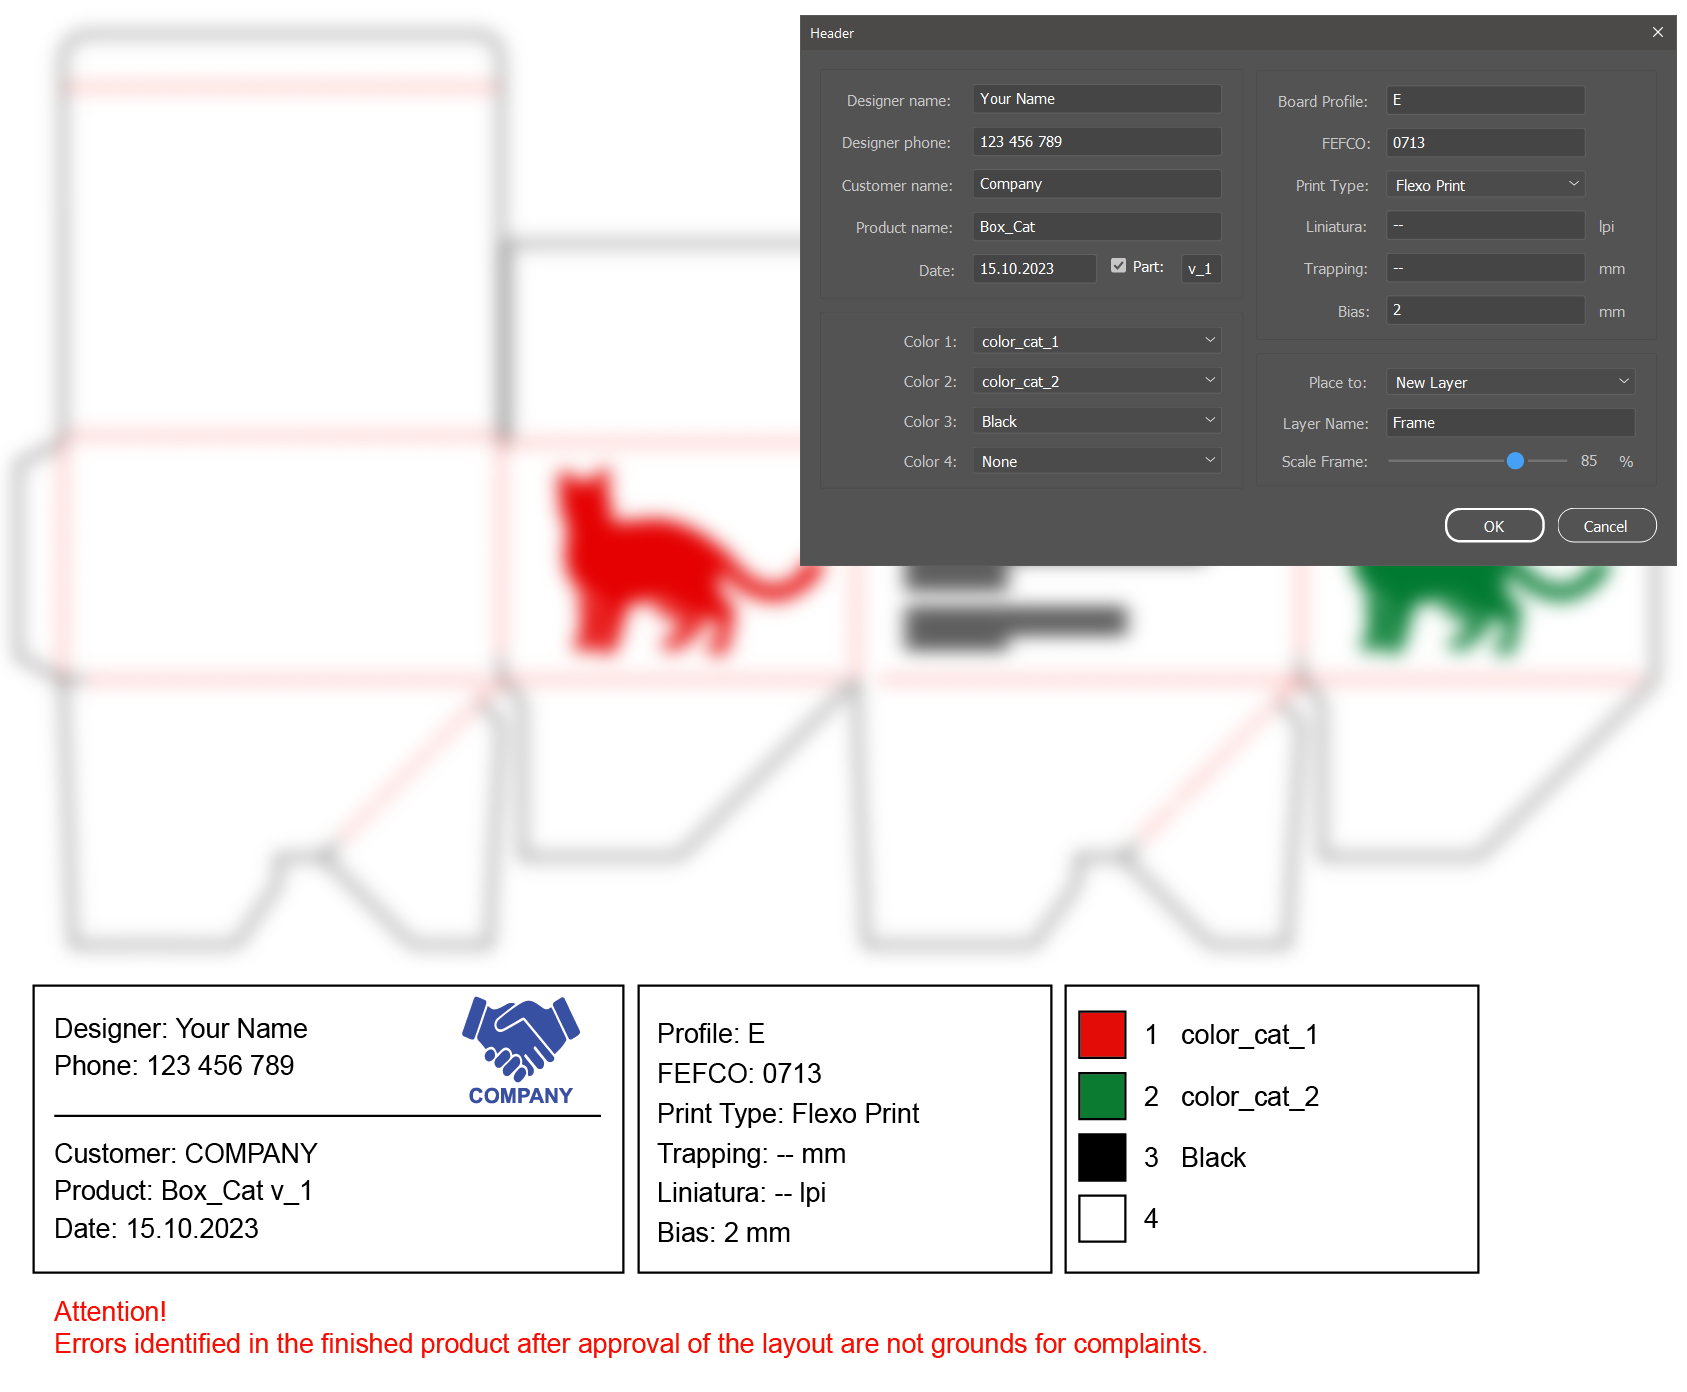 Header
Designer name: Your Name
Designer phone: 123 456 789
Customer name: Company
Product name: Box_Cat
Date: 15.10.2023 Part: v_1
Color 1: color_cat_1
Color 2: color_cat_2
Color 3: Black
Color 4: None
Board Profile: E
FEFCO: 0713
Print Type: Flexo Print
Liniatura: -- lpi
Trapping: -- mm
Bias: 2 mm
Place to: New Layer
Layer Name: Frame
Scale Frame: 85 %
OK Cancel
Designer: Your Name
Phone: 123 456 789
COMPANY
Customer: COMPANY
Product: Box_Cat v_1
Date: 15.10.2023
Profile: E
FEFCO: 0713
Print Type: Flexo Print
Trapping: -- mm
Liniatura: -- lpi
Bias: 2 mm
1 color_cat_1
2 color_cat_2
3 Black
4
Attention!
Errors identified in the finished product after approval of the layout are not grounds for complaints.